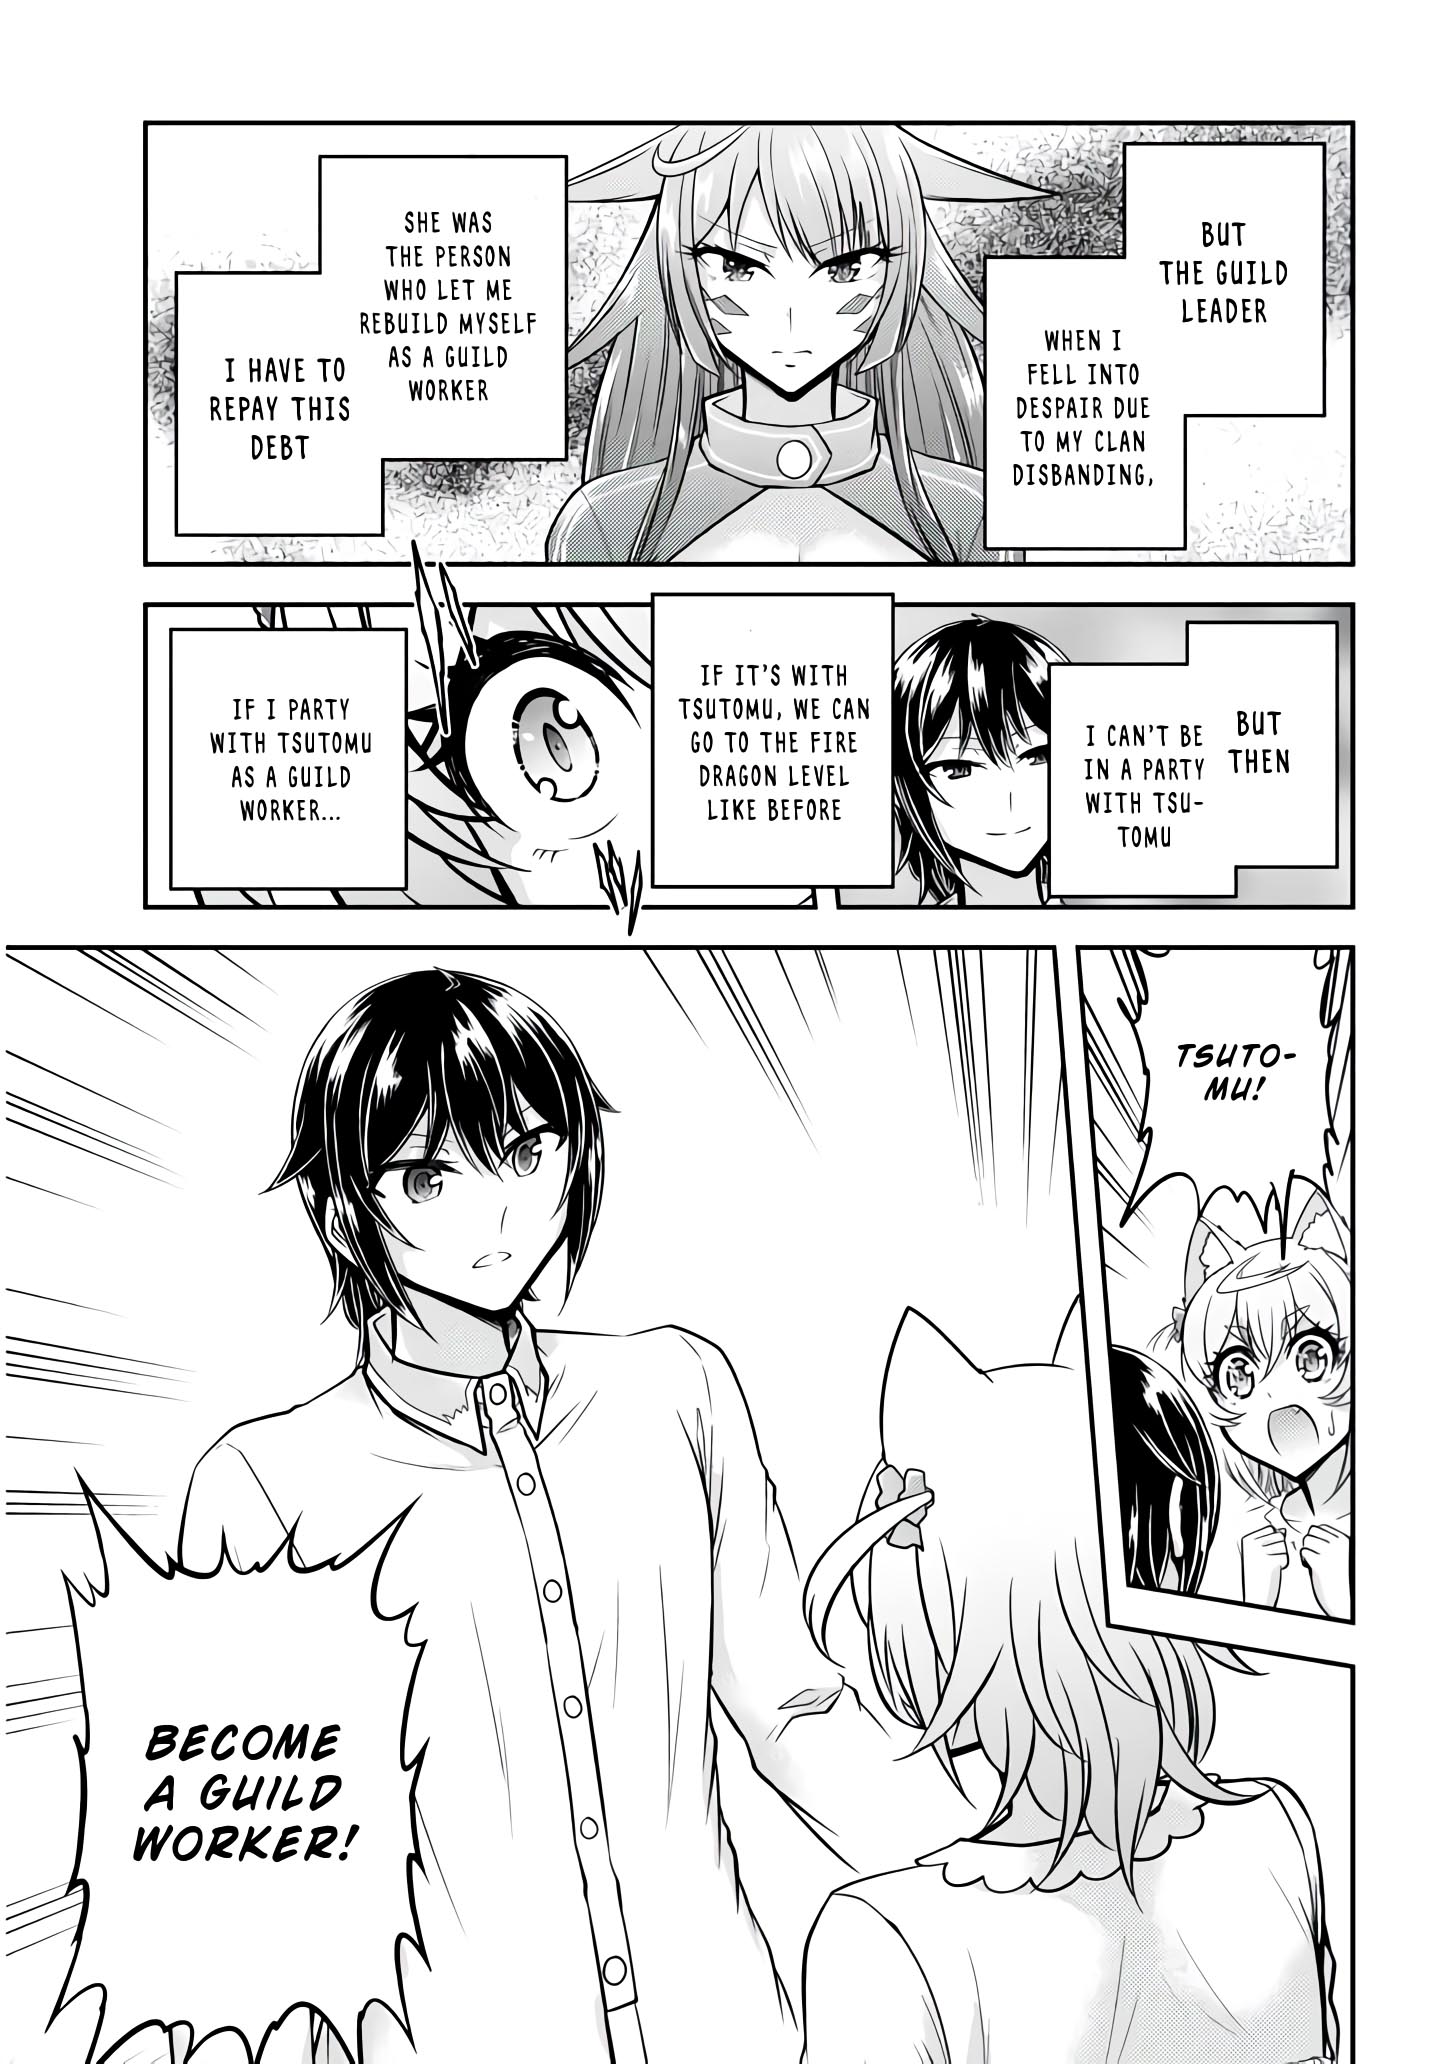 BUT
THE GUILD
LEADER
WHEN I
FELL INTO
DESPAIR DUE
TO MY CLAN
DISBANDING,
SHE WAS
THE PERSON
WHO LET ME
REBUILD MYSELF
AS A GUILD
WORKER
I HAVE TO
REPAY THIS
DEBT
BUT
THEN
I CAN'T BE
IN A PARTY
WITH TSU-
TOMU
IF IT'S WITH
TSUTOMU, WE CAN
GO TO THE FIRE
DRAGON LEVEL
LIKE BEFORE
IF I PARTY
WITH TSUTOMU
AS A GUILD
WORKER...
TSUTO-
MU!
BECOME
A GUILD
WORKER!